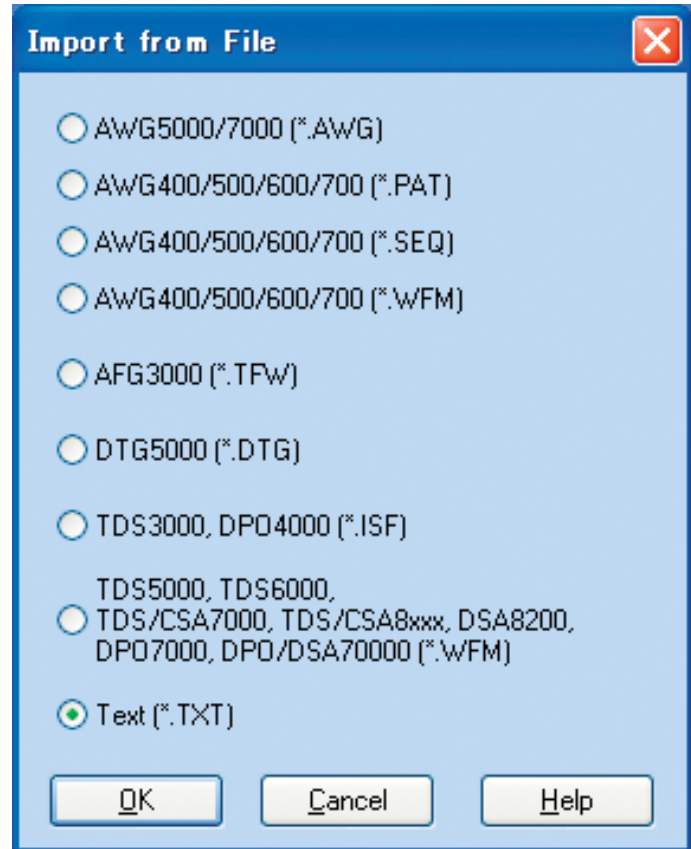 Import from File
AWG5000/7000 (*.AWG)
AWG400/500/600/700 (*.PAT)
AWG400/500/600/700 (*.SEQ)
AWG400/500/600/700 (*.WFM)
AFG3000 (*.TFW)
DTG5000 (*.DTG)
TDS3000, DPO4000 (*.ISF)
TDS5000, TDS6000,
TDS/CSA7000, TDS/CSA8xxx, DSA8200,
DPO7000, DPO/DSA70000 (*.WFM)
Text (*.TXT)
OK Cancel Help